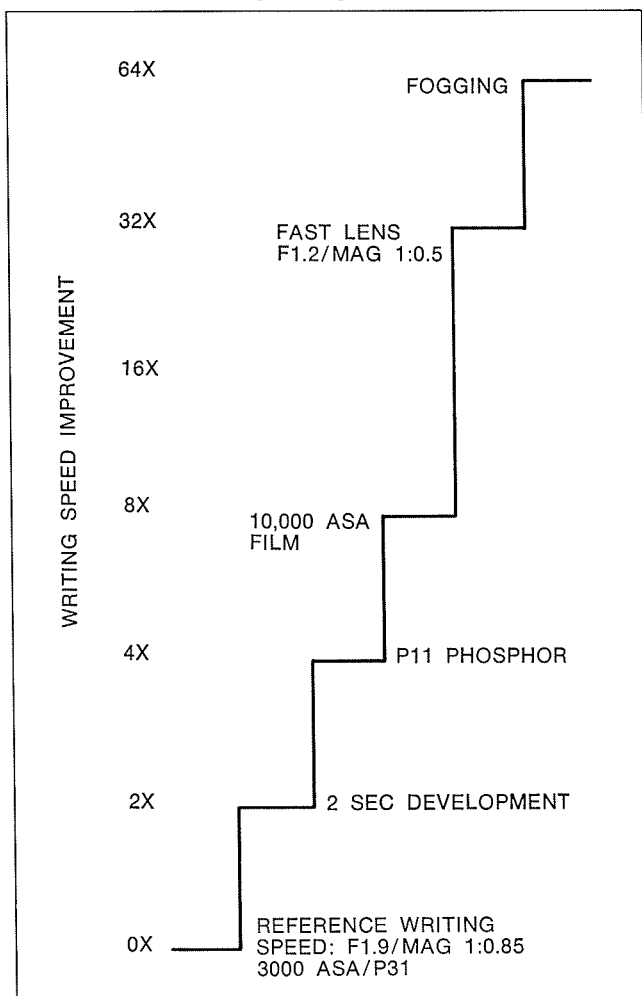 64X
FOGGING
32X
FAST LENS
F1.2/MAG 1:0.5
16X
WRITING SPEED IMPROVEMENT
8X
10,000 ASA
FILM
4X
P11 PHOSPHOR
2X
2 SEC DEVELOPMENT
0X
REFERENCE WRITING
SPEED: F1.9/MAG 1:0.85
3000 ASA/P31